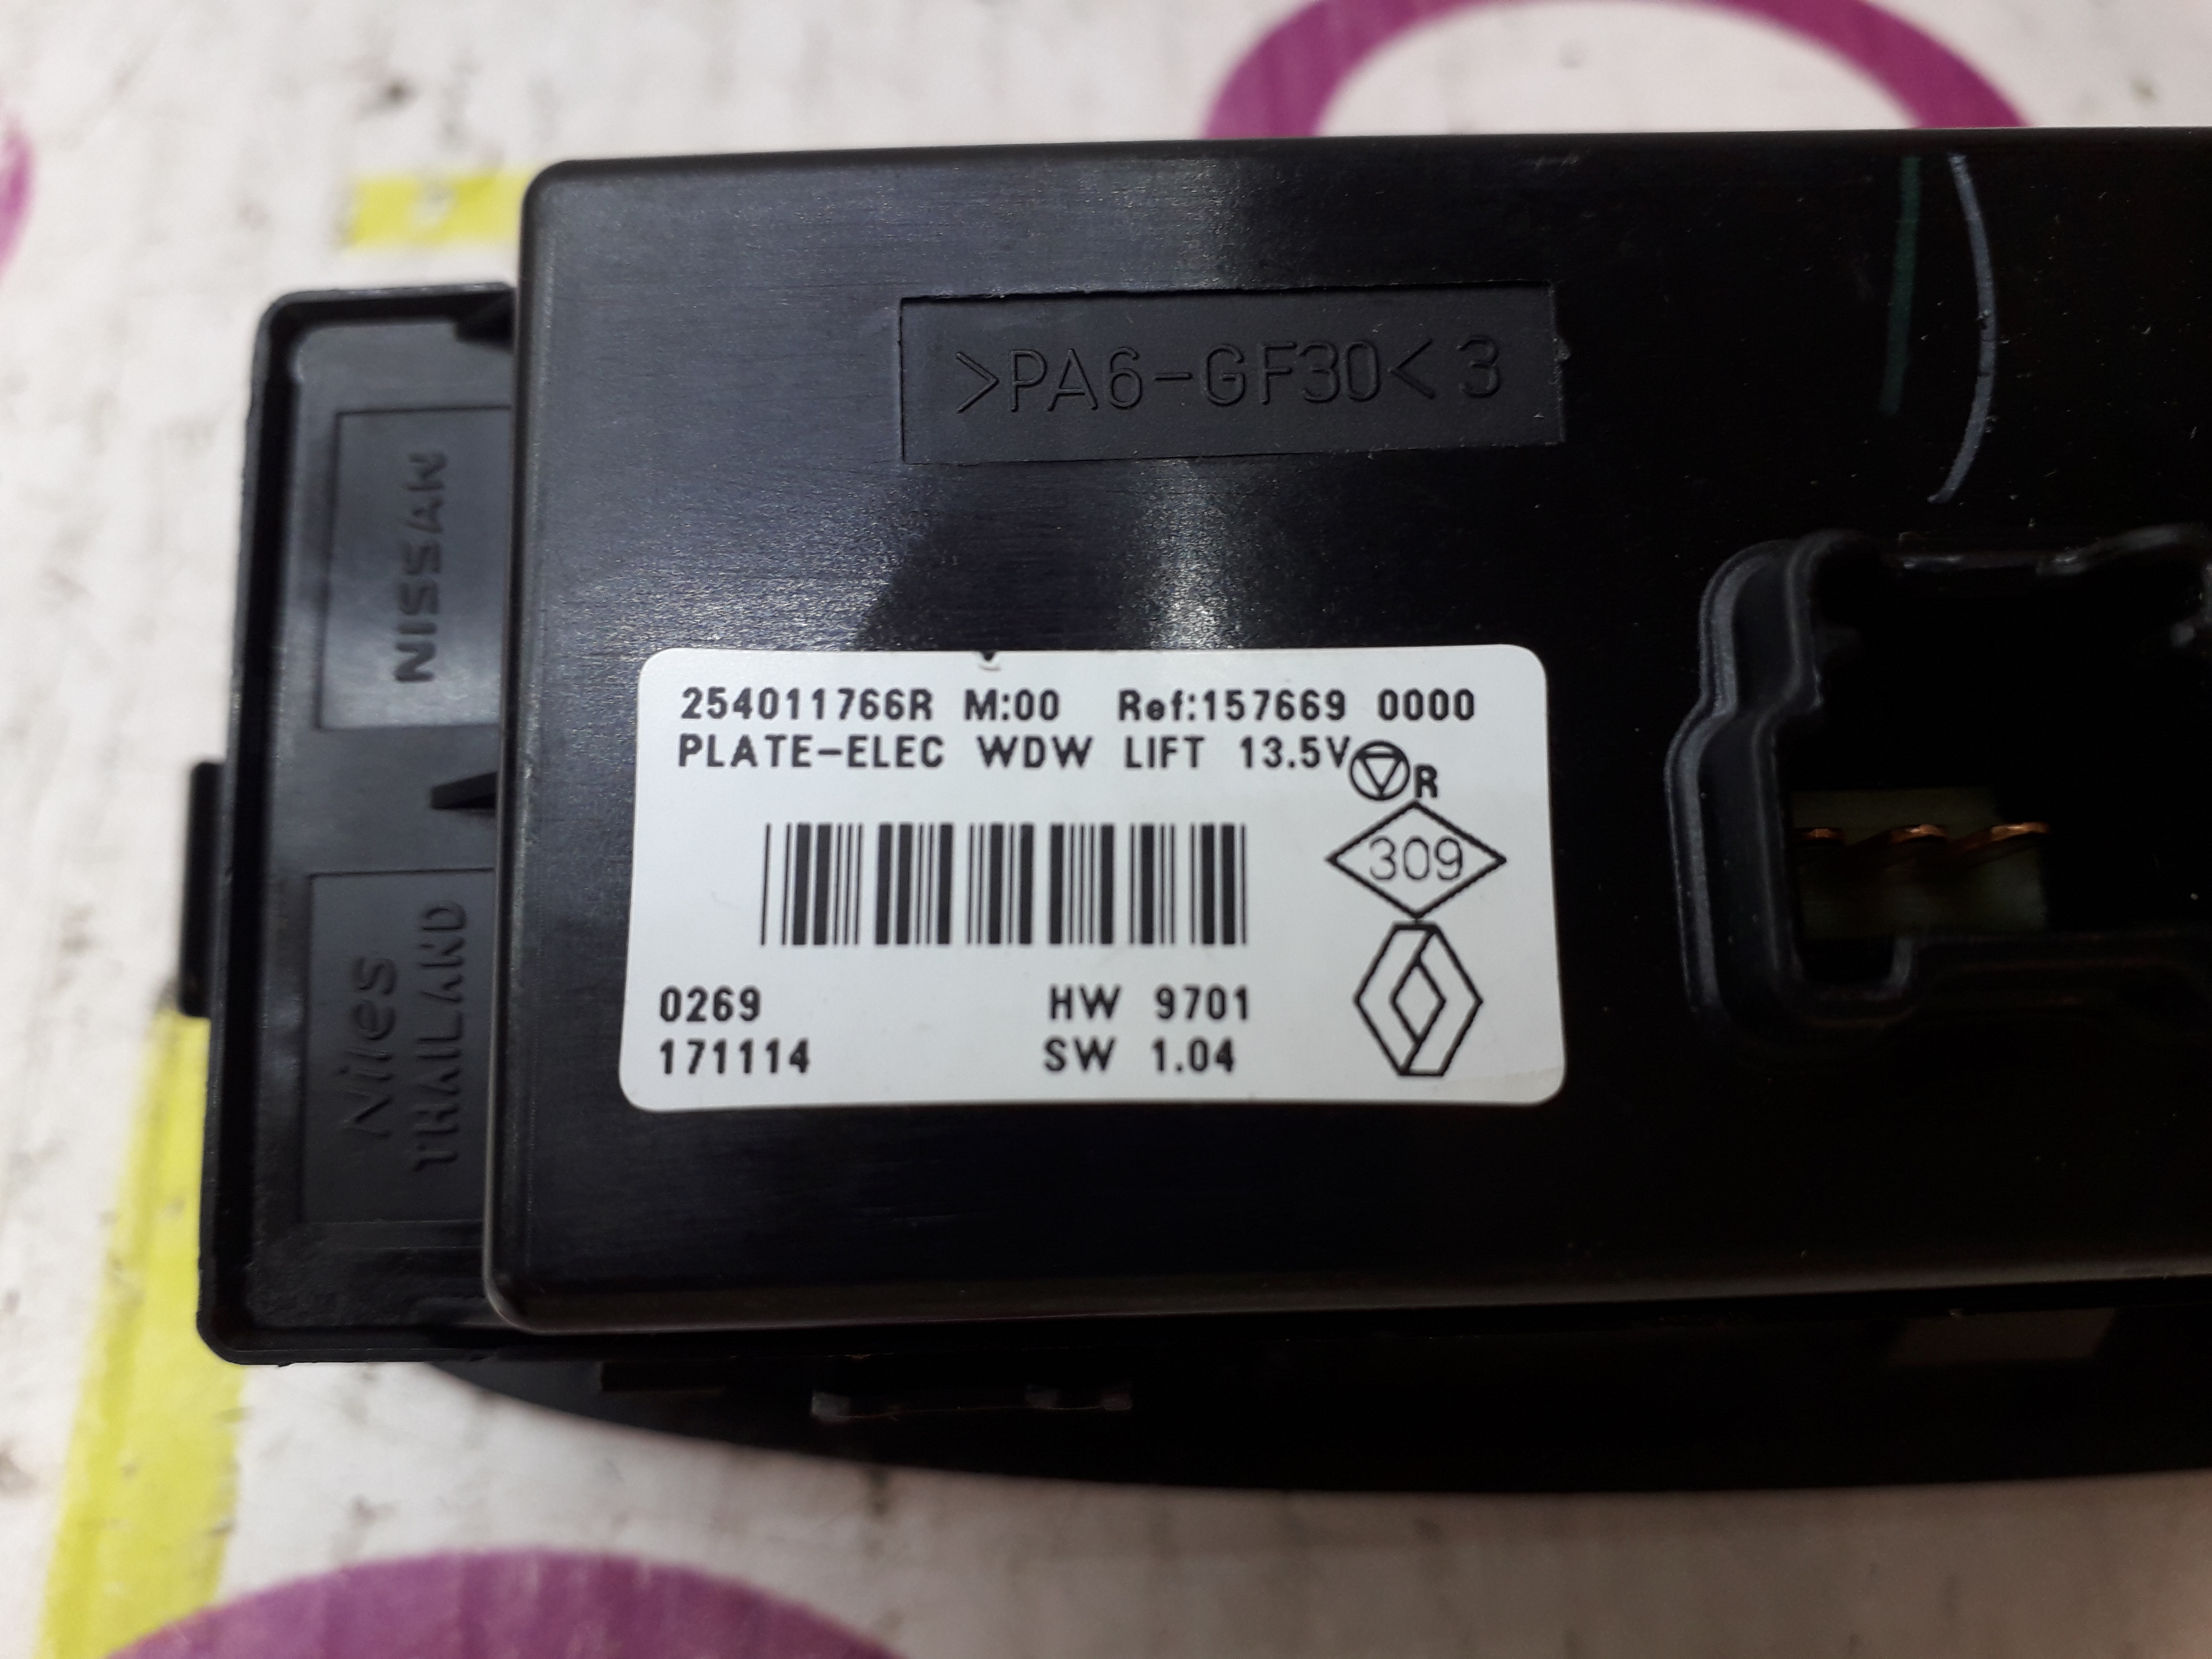 >PA6-GF30< 3
NISSAN
Niles
THAILAND
254011766R M:00 Ref:157669 0000
PLATE-ELEC WDW LIFT 13.5V
R
309
0269 HW 9701
171114 SW 1.04